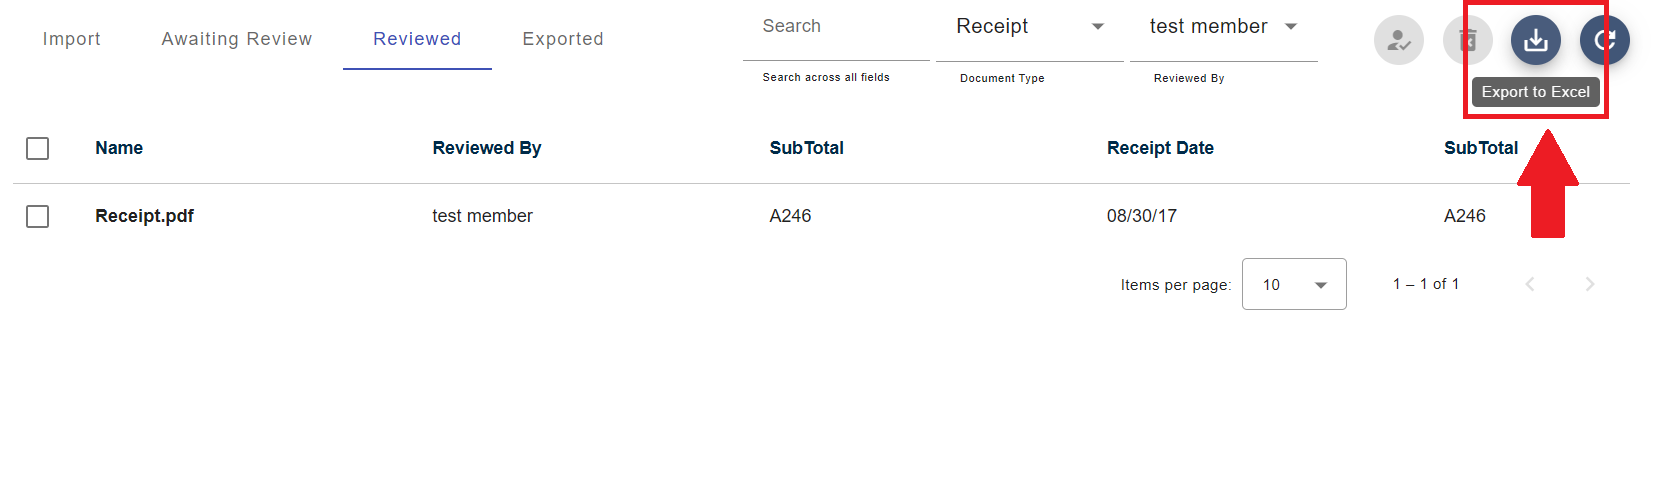 Import Awaiting Review Reviewed Exported Search Receipt test member
Search across all fields Document Type Reviewed By
Export to Excel
Name Reviewed By SubTotal Receipt Date SubTotal
Receipt.pdf test member A246 08/30/17 A246
Items per page: 10 1 – 1 of 1